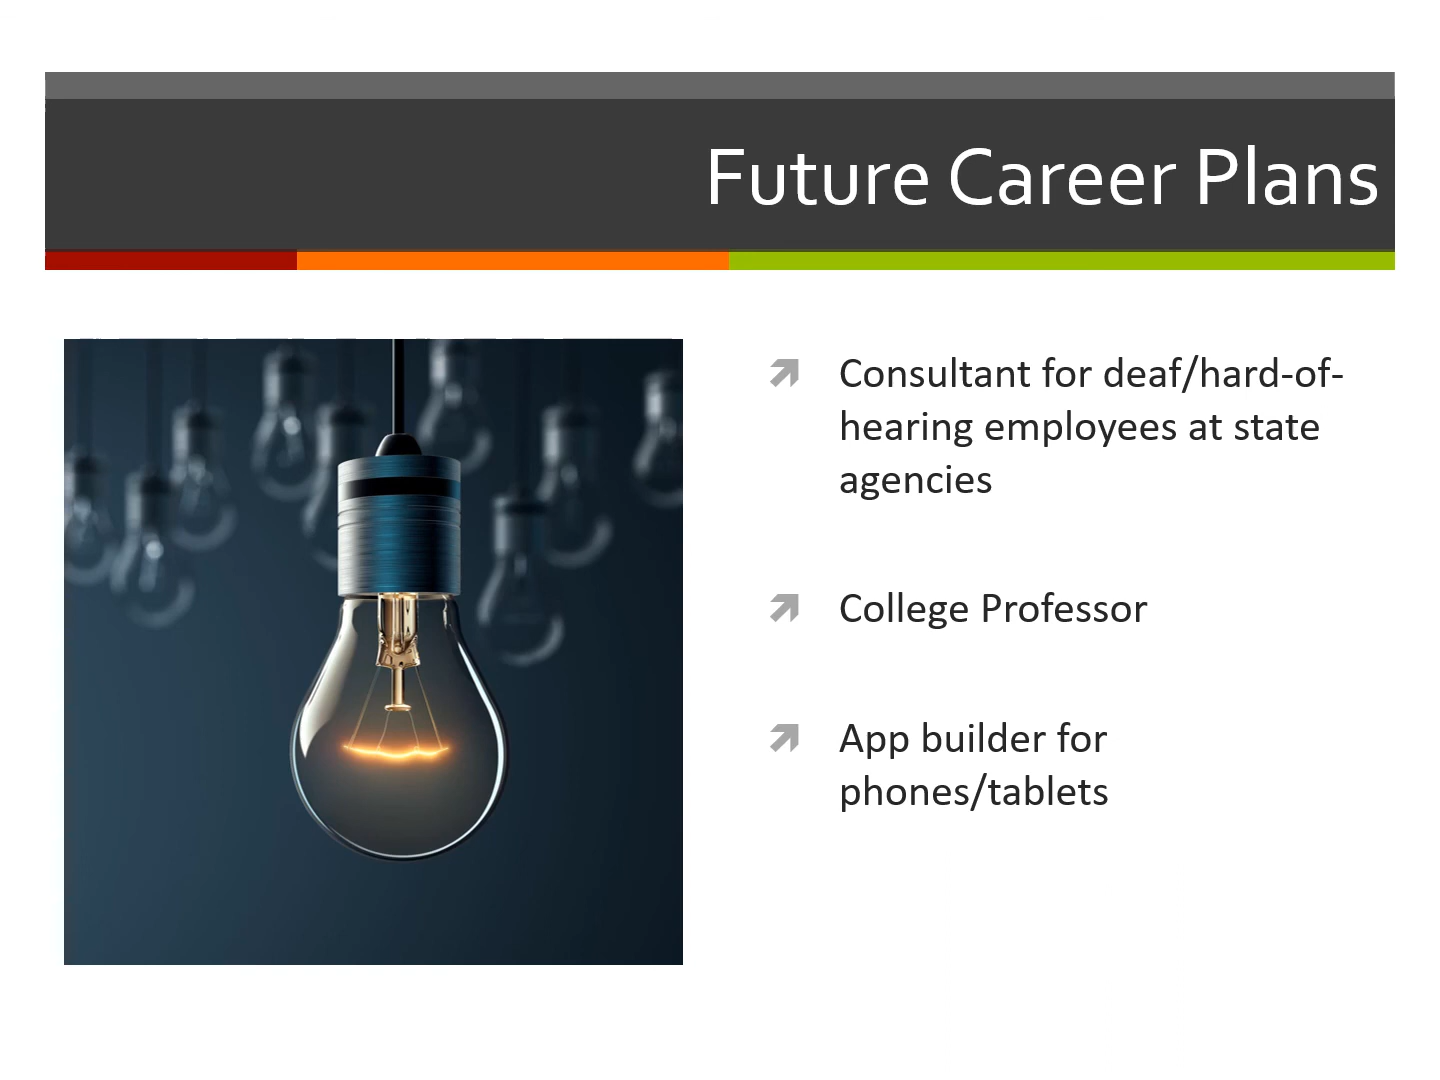 Future Career Plans
Consultant for deaf/hard-of-
hearing employees at state
agencies
College Professor
App builder for
phones/tablets